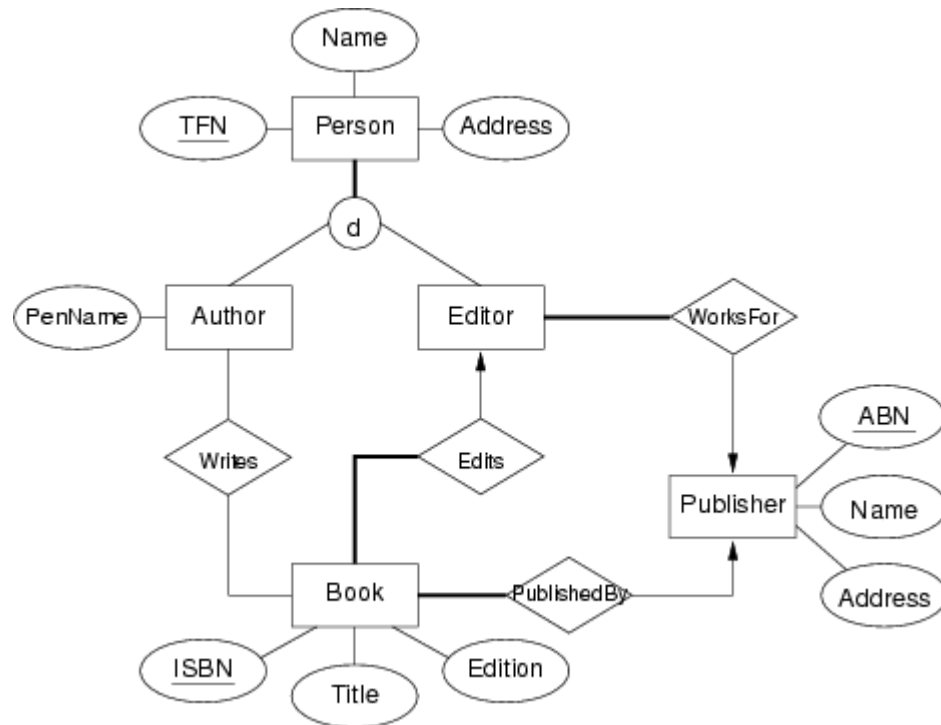 Name
TFN
Person
Address
d
PenName
Author
Editor
WorksFor
ABN
Writes
Edits
Publisher
Name
Book
PublishedBy
Address
ISBN
Title
Edition